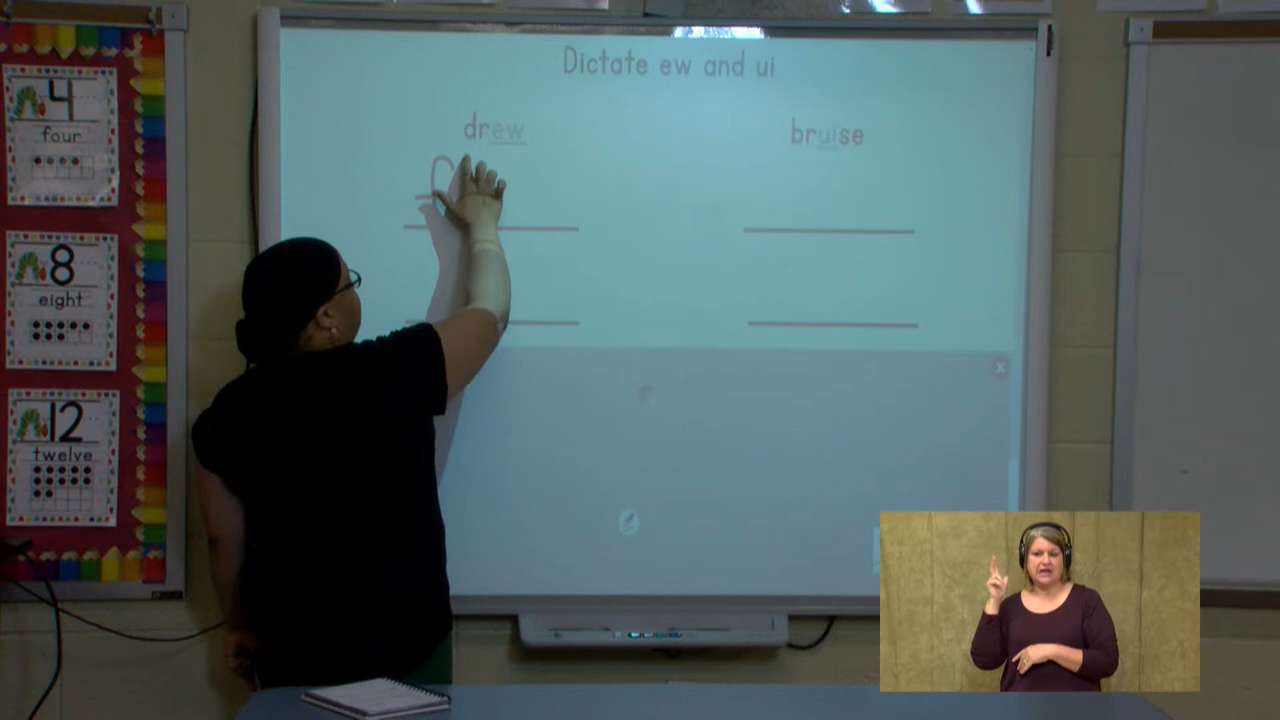 Dictate ew and ui
drew
bruise
4
four
8
eight
12
twelve
x